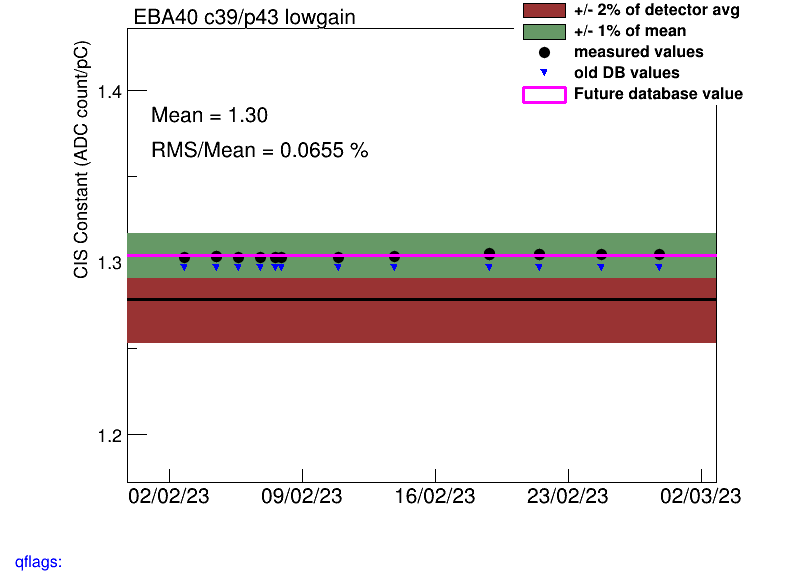 EBA40 c39/p43 lowgain
+/- 2% of detector avg
+/- 1% of mean
measured values
old DB values
Future database value
CIS Constant (ADC count/pC)
1.4
Mean = 1.30
RMS/Mean = 0.0655 %
1.3
1.2
02/02/23 09/02/23 16/02/23 23/02/23 02/03/23
qflags: